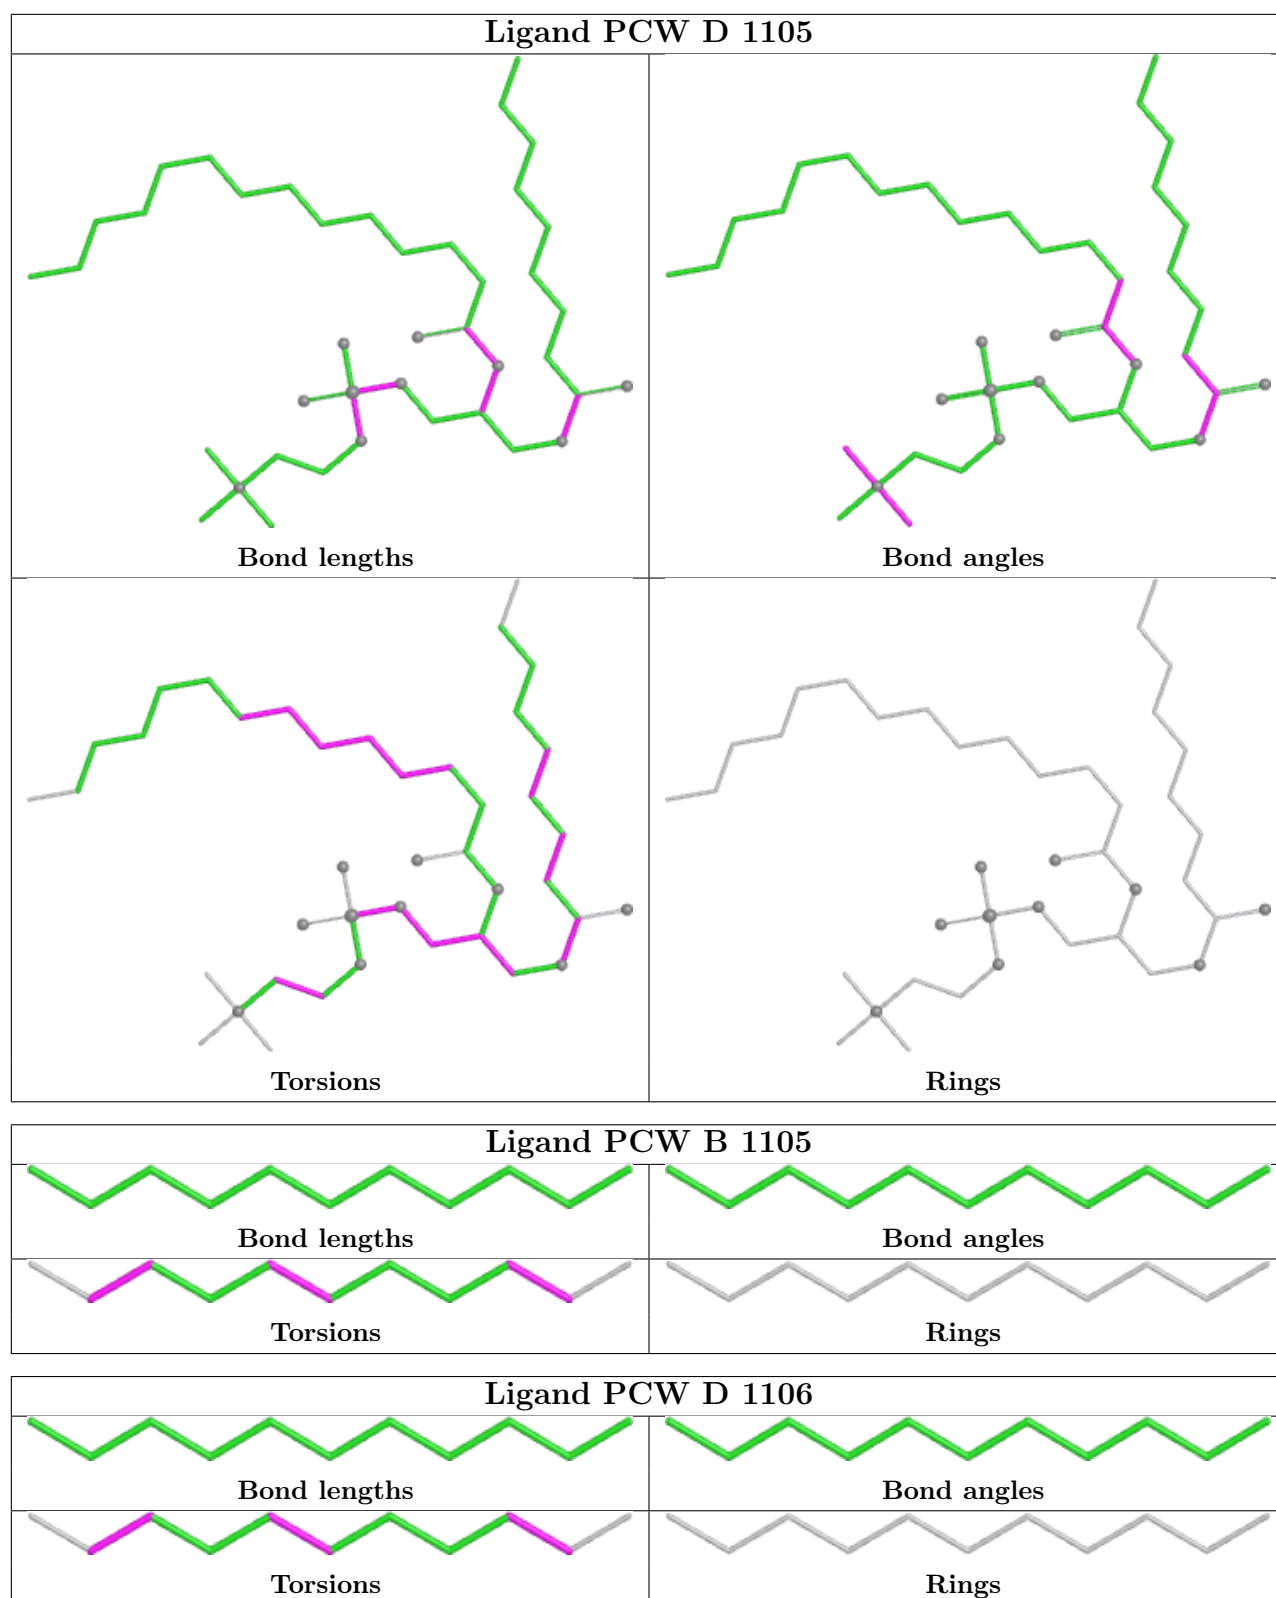 Ligand PCW D 1105
Bond lengths
Bond angles
Torsions
Rings
Ligand PCW B 1105
Bond lengths
Bond angles
Torsions
Rings
Ligand PCW D 1106
Bond lengths
Bond angles
Torsions
Rings